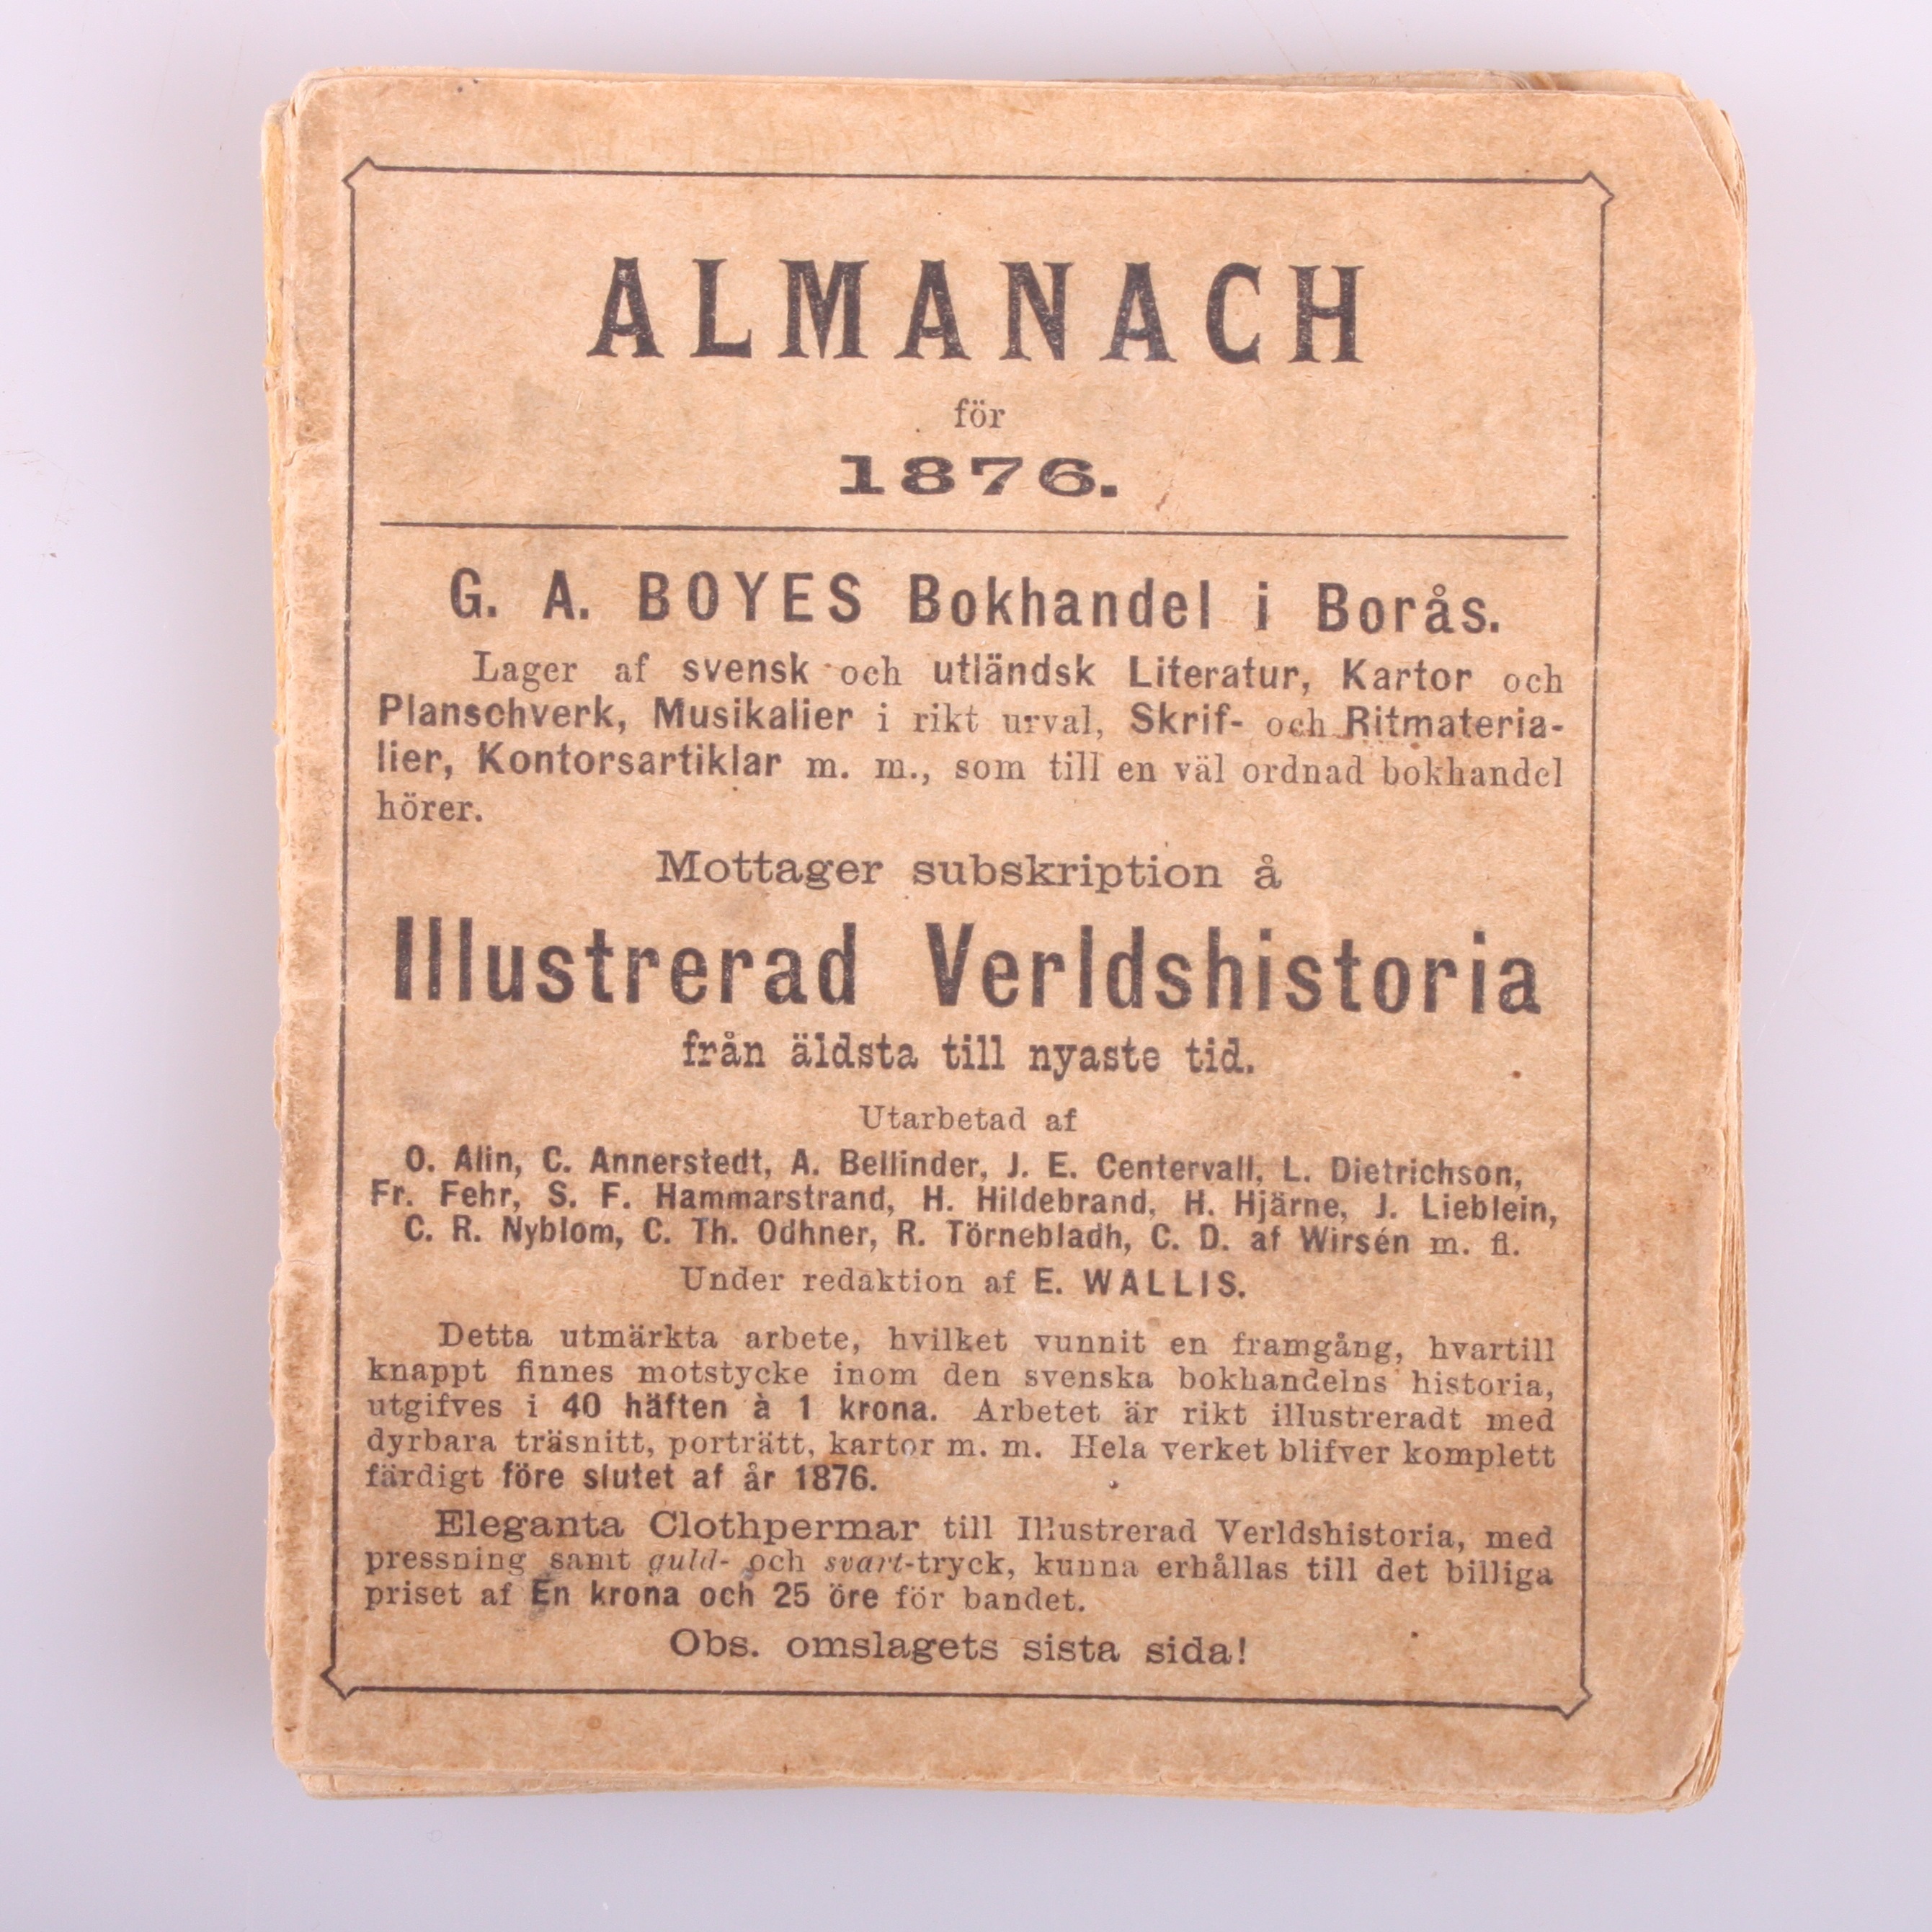 ALMANACH
för
1876.
G. A. BOYES Bokhandel i Borås.
Lager af svensk och utländsk Literatur, Kartor och
Planschverk, Musikalier i rikt urval, Skrif- och Ritmateria-
lier, Kontorsartiklar m. m., som till en väl ordnad bokhandel
hörer.
Mottager subskription å
Illustrerad Verldshistoria
från äldsta till nyaste tid.
Utarbetad af
O. Alin, C. Annerstedt, A. Bellinder, J. E. Centervall, L. Dietrichson,
Fr. Fehr, S. F. Hammarstrand, H. Hildebrand, H. Hjärne, J. Lieblein,
C. R. Nyblom, C. Th. Odhner, R. Törnebladh, C. D. af Wirsén m. fl.
Under redaktion af E. WALLIS.
Detta utmärkta arbete, hvilket vunnit en framgång, hvartill
knappt finnes motstycke inom den svenska bokhandelns historia,
utgifves i 40 häften à 1 krona. Arbetet är rikt illustreradt med
dyrbara träsnitt, porträtt, kartor m. m. Hela verket blifver komplett
färdigt före slutet af år 1876.
Eleganta Clothpermar till Illustrerad Verldshistoria, med
pressning samt guld- och svart-tryck, kunna erhållas till det billiga
priset af En krona och 25 öre för bandet.
Obs. omslagets sista sida!